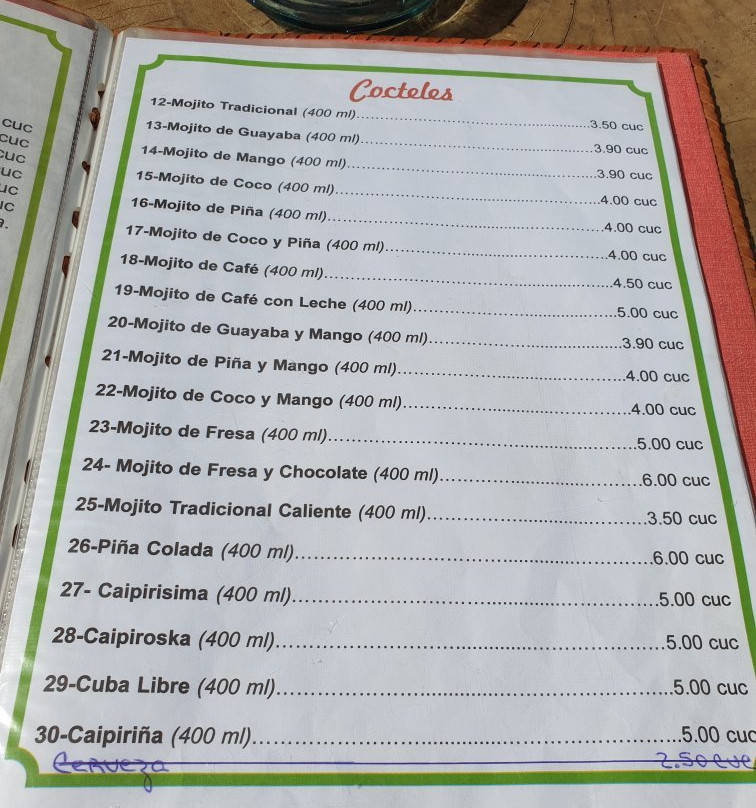 Cocteles
12-Mojito Tradicional (400 ml)..........3.50 cuc
13-Mojito de Guayaba (400 ml)..........3.90 cuc
14-Mojito de Mango (400 ml)..........3.90 cuc
15-Mojito de Coco (400 ml)..........4.00 cuc
16-Mojito de Piña (400 ml)..........4.00 cuc
17-Mojito de Coco y Piña (400 ml)..........4.00 cuc
18-Mojito de Café (400 ml)..........4.50 cuc
19-Mojito de Café con Leche (400 ml)..........5.00 cuc
20-Mojito de Guayaba y Mango (400 ml)..........3.90 cuc
21-Mojito de Piña y Mango (400 ml)..........4.00 cuc
22-Mojito de Coco y Mango (400 ml)..........4.00 cuc
23-Mojito de Fresa (400 ml)..........5.00 cuc
24- Mojito de Fresa y Chocolate (400 ml)..........6.00 cuc
25-Mojito Tradicional Caliente (400 ml)..........3.50 cuc
26-Piña Colada (400 ml)..........6.00 cuc
27- Caipirisima (400 ml)..........5.00 cuc
28-Caipiroska (400 ml)..........5.00 cuc
29-Cuba Libre (400 ml)..........5.00 cuc
30-Caipiriña (400 ml)..........5.00 cuc
Cerveza 2.50 cuc
cuc
cuc